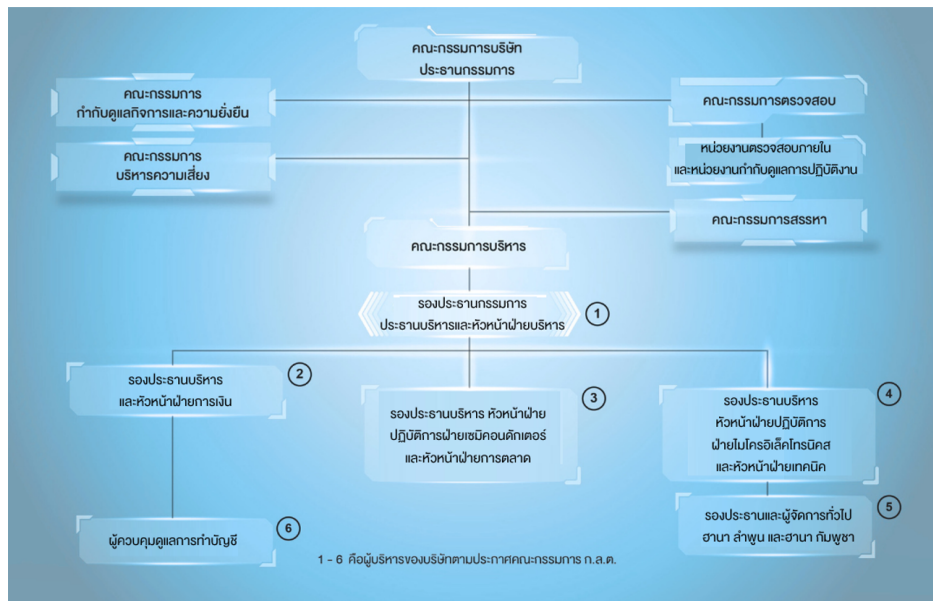 คณะกรรมการบริษัท
ประธานกรรมการ
คณะกรรมการ
กำกับดูแลกิจการและความยั่งยืน
คณะกรรมการตรวจสอบ
คณะกรรมการ
บริหารความเสี่ยง
หน่วยงานตรวจสอบภายใน
และหน่วยงานกำกับดูแลการปฏิบัติงาน
คณะกรรมการสรรหา
คณะกรรมการบริหาร
รองประธานกรรมการ
ประธานบริหารและหัวหน้าฝ่ายบริหาร
1
รองประธานบริหาร
และหัวหน้าฝ่ายการเงิน
2
รองประธานบริหาร หัวหน้าฝ่าย
ปฏิบัติการฝ่ายเซมิคอนดักเตอร์
และหัวหน้าฝ่ายการตลาด
3
รองประธานบริหาร
หัวหน้าฝ่ายปฏิบัติการ
ฝ่ายไมโครอิเล็คโทรนิคส
และหัวหน้าฝ่ายเทคนิค
4
รองประธานและผู้จัดการทั่วไป
ฮานา ลำพูน และฮานา กัมพูชา
5
ผู้ควบคุมดูแลการทำบัญชี
6
1 - 6 คือผู้บริหารของบริษัทตามประกาศคณะกรรมการ ก.ล.ต.